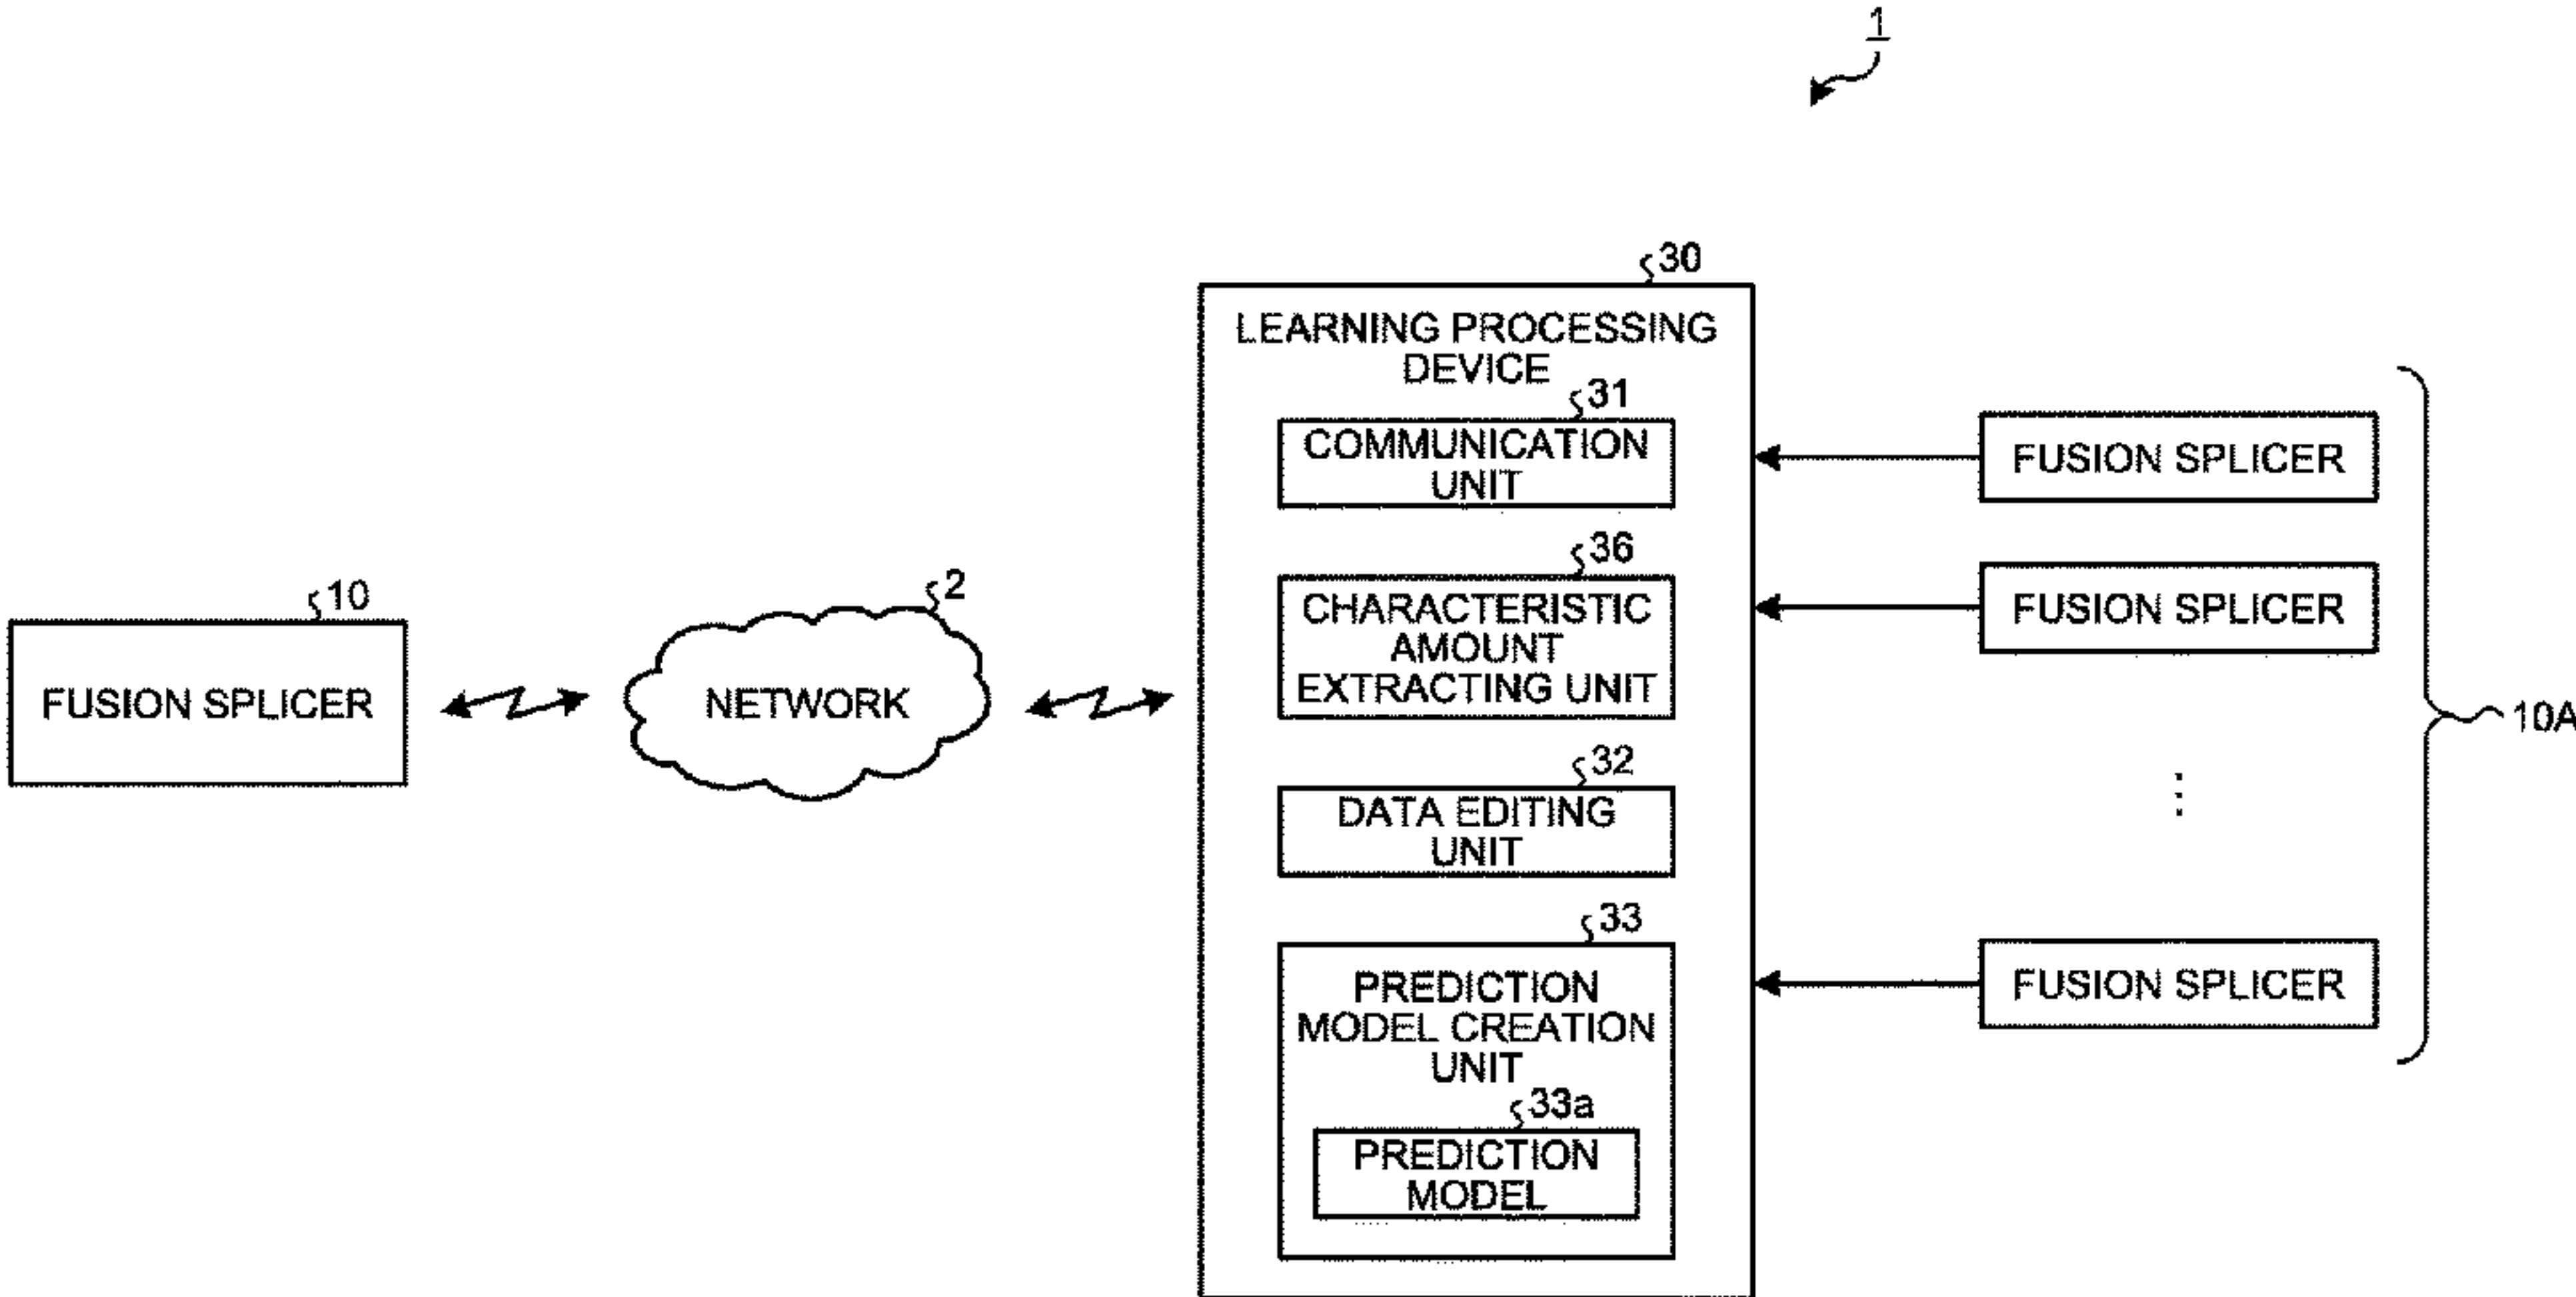 1
30
LEARNING PROCESSING
DEVICE
31
COMMUNICATION
UNIT
36
CHARACTERISTIC
AMOUNT
EXTRACTING UNIT
32
DATA EDITING
UNIT
33
PREDICTION
MODEL CREATION
UNIT
33a
PREDICTION
MODEL
10
FUSION SPLICER
2
NETWORK
FUSION SPLICER
FUSION SPLICER
⋮
FUSION SPLICER
10A